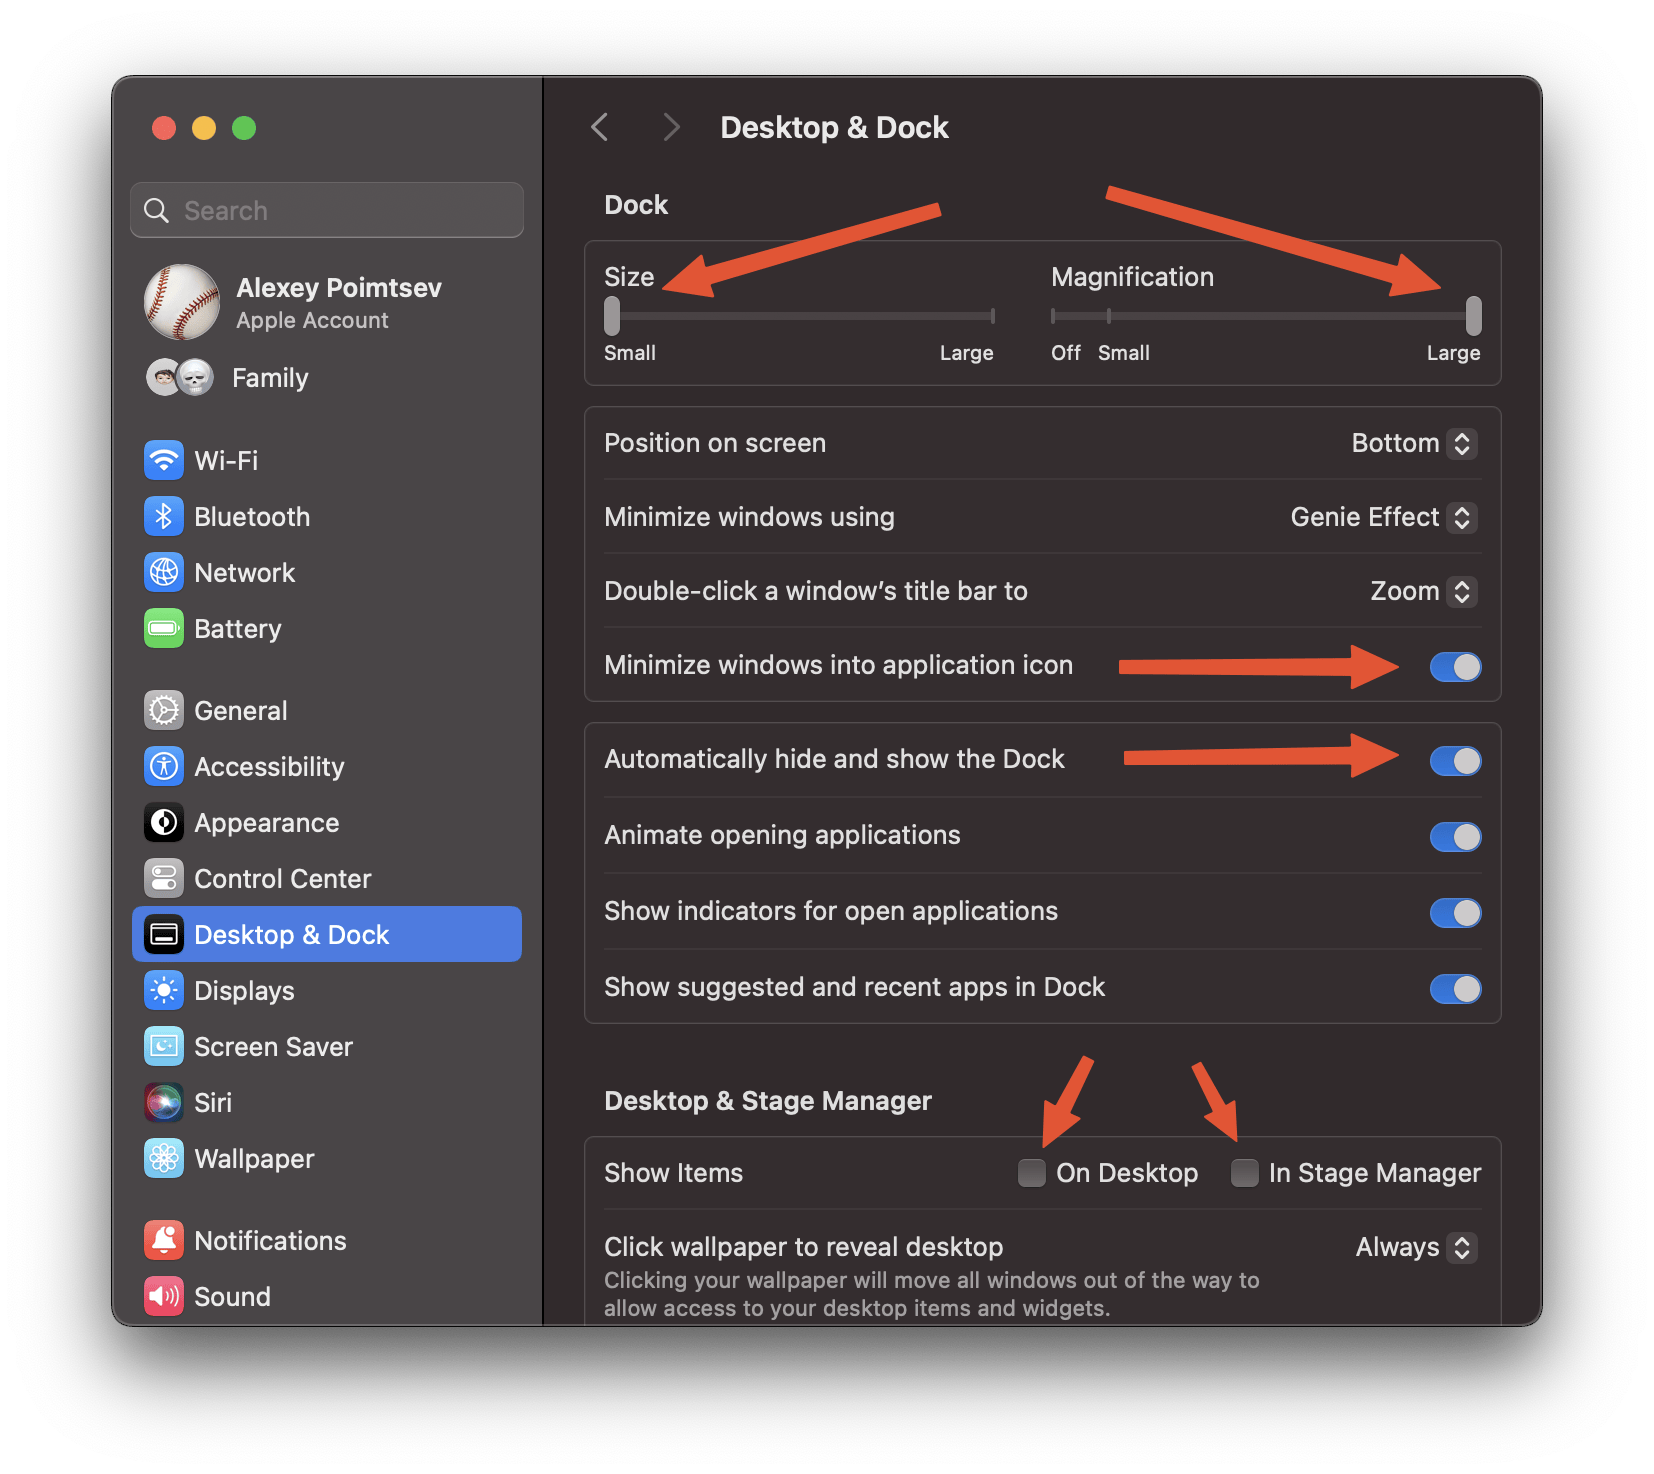 Search
Alexey Poimtsev
Apple Account
Family
Wi-Fi
Bluetooth
Network
Battery
General
Accessibility
Appearance
Control Center
Desktop & Dock
Displays
Screen Saver
Siri
Wallpaper
Notifications
Sound
Desktop & Dock
Dock
Size
Small Large
Magnification
Off Small Large
Position on screen Bottom
Minimize windows using Genie Effect
Double-click a window’s title bar to Zoom
Minimize windows into application icon
Automatically hide and show the Dock
Animate opening applications
Show indicators for open applications
Show suggested and recent apps in Dock
Desktop & Stage Manager
Show Items On Desktop In Stage Manager
Click wallpaper to reveal desktop Always
Clicking your wallpaper will move all windows out of the way to
allow access to your desktop items and widgets.